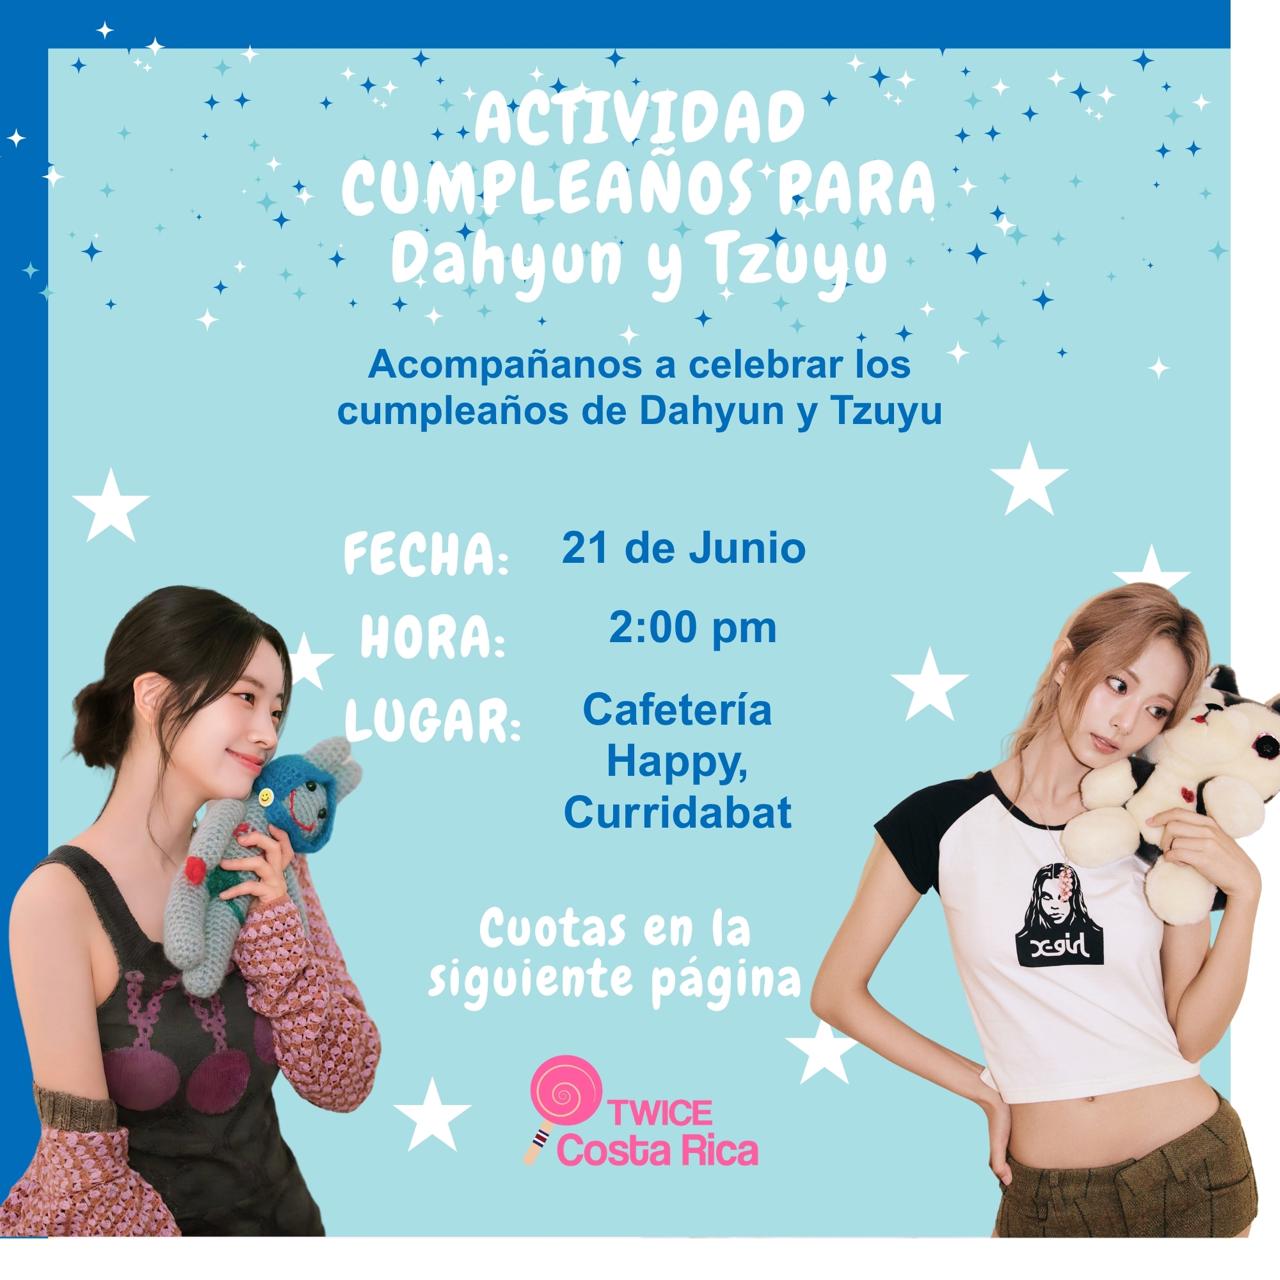 ACTIVIDAD
CUMPLEAÑOS PARA
Dahyun y Tzuyu
Acompañanos a celebrar los
cumpleaños de Dahyun y Tzuyu
FECHA: 21 de Junio
HORA: 2:00 pm
LUGAR: Cafetería
Happy,
Curridabat
x-girl
Cuotas en la
siguiente página
TWICE
Costa Rica